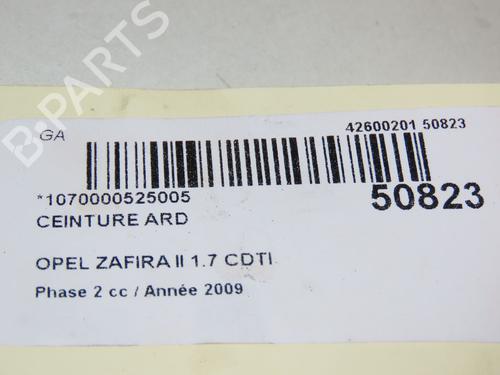 B-PARTS
GA
42600201 50823
*1070000525005
50823
CEINTURE ARD
OPEL ZAFIRA II 1.7 CDTI
Phase 2 cc / Année 2009